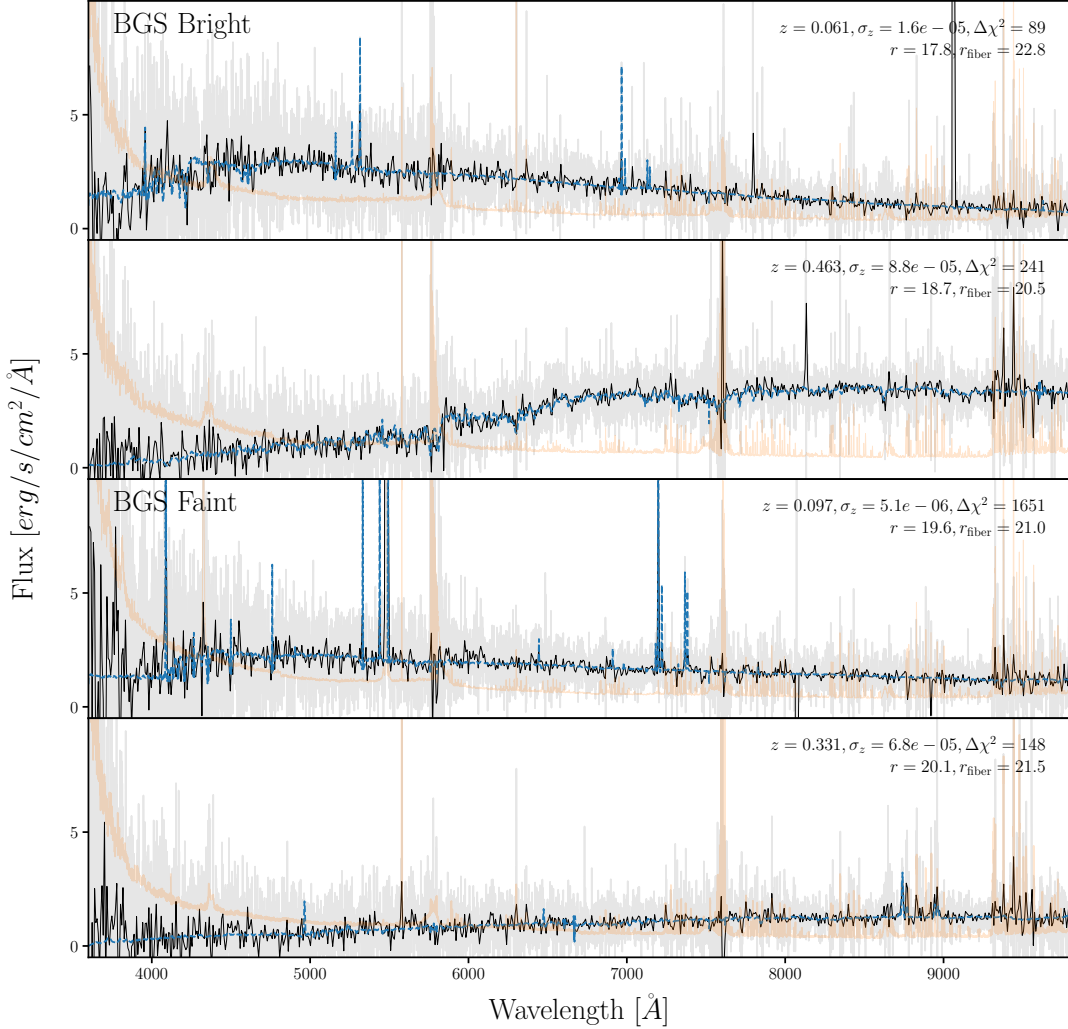 BGS Bright
z = 0.061, σ_z = 1.6e − 05, Δχ² = 89
r = 17.8, r_fiber = 22.8
5
0
z = 0.463, σ_z = 8.8e − 05, Δχ² = 241
r = 18.7, r_fiber = 20.5
5
0
BGS Faint
z = 0.097, σ_z = 5.1e − 06, Δχ² = 1651
r = 19.6, r_fiber = 21.0
5
0
z = 0.331, σ_z = 6.8e − 05, Δχ² = 148
r = 20.1, r_fiber = 21.5
5
0
Flux [erg/s/cm²/Å]
4000 5000 6000 7000 8000 9000
Wavelength [Å]